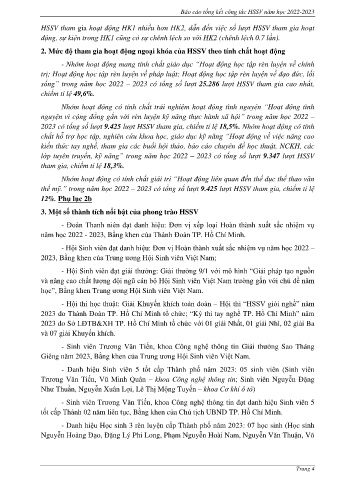 Báo cáo tổng kết công tác HSSV năm học 2022-2023
HSSV tham gia hoạt động HK1 nhiều hơn HK2, dẫn đến việc số lượt HSSV tham gia hoạt
động, sự kiện trong HK1 cũng có sự chênh lệch so với HK2 (chênh lệch 0.7 lần).
2. Mức độ tham gia hoạt động ngoại khóa của HSSV theo tính chất hoạt động
- Nhóm hoạt động mang tính chất giáo dục “Hoạt động học tập rèn luyện về chính
trị; Hoạt động học tập rèn luyện về pháp luật; Hoạt động học tập rèn luyện về đạo đức, lối
sống” trong năm học 2022 – 2023 có tổng số lượt 25.286 lượt HSSV tham gia cao nhất,
chiếm tỉ lệ 49,6%.
Nhóm hoạt động có tính chất trải nghiệm hoạt động tình nguyện “Hoạt động tình
nguyện vì cộng đồng gắn với rèn luyện kỹ năng thực hành xã hội” trong năm học 2022 –
2023 có tổng số lượt 9.425 lượt HSSV tham gia, chiếm tỉ lệ 18,5%. Nhóm hoạt động có tính
chất hỗ trợ học tập, nghiên cứu khoa học, giáo dục kỹ năng “Hoạt động về việc nâng cao
kiến thức tay nghề, tham gia các buổi hội thảo, báo cáo chuyên đề học thuật, NCKH, các
lớp tuyên truyền, kỹ năng” trong năm học 2022 – 2023 có tổng số lượt 9.347 lượt HSSV
tham gia, chiếm tỉ lệ 18,3%.
Nhóm hoạt động có tính chất giải trí “Hoạt động liên quan đến thể dục thể thao văn
thể mỹ.” trong năm học 2022 – 2023 có tổng số lượt 9.425 lượt HSSV tham gia, chiếm tỉ lệ
12%. Phụ lục 2b
3. Một số thành tích nổi bật của phong trào HSSV
- Đoàn Thanh niên đạt danh hiệu: Đơn vị xếp loại Hoàn thành xuất sắc nhiệm vụ
năm học 2022 - 2023, Bằng khen của Thành Đoàn TP. Hồ Chí Minh.
- Hội Sinh viên đạt danh hiệu: Đơn vị Hoàn thành xuất sắc nhiệm vụ năm học 2022 –
2023, Bằng khen của Trung ương Hội Sinh viên Việt Nam;
- Hội Sinh viên đạt giải thưởng: Giải thưởng 9/1 với mô hình “Giải pháp tạo nguồn
và nâng cao chất lượng đội ngũ cán bộ Hội Sinh viên Việt Nam trường gắn với chủ đề năm
học”, Bằng khen Trung ương Hội Sinh viên Việt Nam.
- Hội thi học thuật: Giải Khuyến khích toàn đoàn – Hội thi “HSSV giỏi nghề” năm
2023 do Thành Đoàn TP. Hồ Chí Minh tổ chức; “Kỳ thi tay nghề TP. Hồ Chí Minh” năm
2023 do Sở LĐTB&XH TP. Hồ Chí Minh tổ chức với 01 giải Nhất, 01 giải Nhì, 02 giải Ba
và 07 giải Khuyến khích.
- Sinh viên Trương Văn Tiến, khoa Công nghệ thông tin Giải thưởng Sao Tháng
Giêng năm 2023, Bằng khen của Trung ương Hội Sinh viên Việt Nam.
- Danh hiệu Sinh viên 5 tốt cấp Thành phố năm 2023: 05 sinh viên (Sinh viên
Trương Văn Tiến, Vũ Minh Quân – khoa Công nghệ thông tin; Sinh viên Nguyễn Đặng
Như Thuần, Nguyễn Xuân Lợi, Lê Thị Mộng Tuyền – khoa Cơ khí ô tô)
- Sinh viên Trương Văn Tiến, khoa Công nghệ thông tin đạt danh hiệu Sinh viên 5
tốt cấp Thành 02 năm liên tục, Bằng khen của Chủ tịch UBND TP. Hồ Chí Minh.
- Danh hiệu Học sinh 3 rèn luyện cấp Thành phố năm 2023: 07 học sinh (Học sinh
Nguyễn Hoàng Đạo, Đặng Lý Phi Long, Phạm Nguyễn Hoài Nam, Nguyễn Văn Thuận, Võ
Trang 4